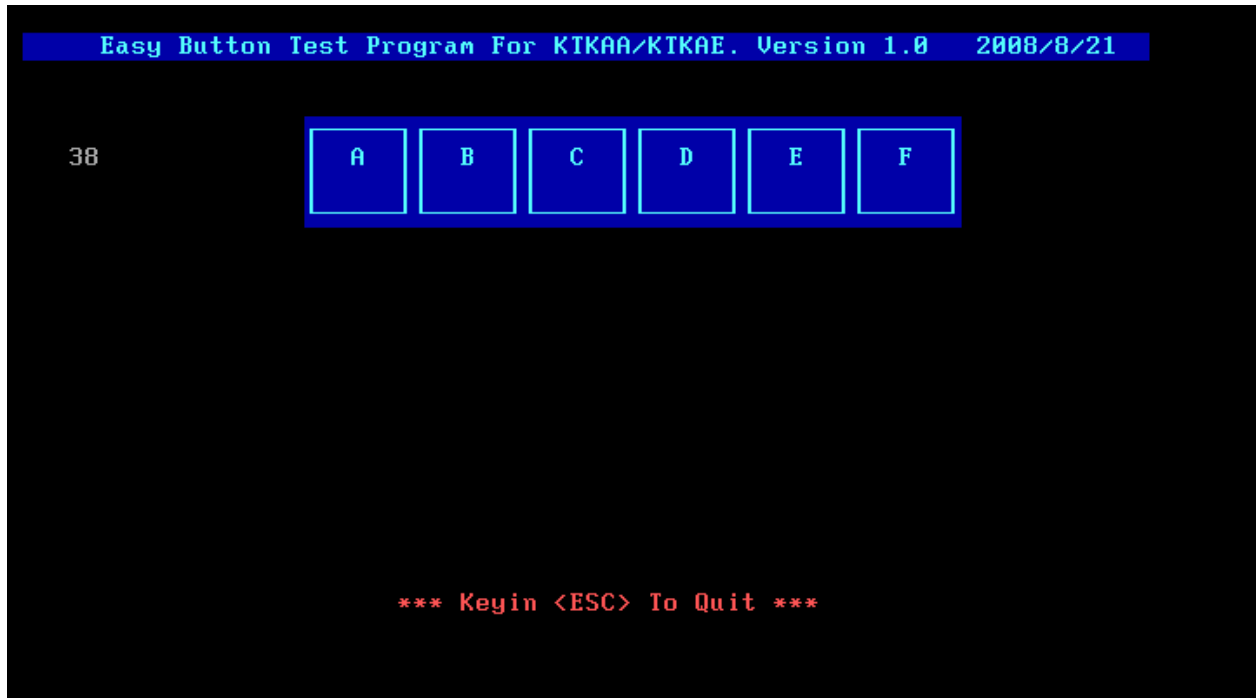 Easy Button Test Program For KTKAA/KTKAE. Version 1.0 2008/8/21
38 A B C D E F
*** Keyin <ESC> To Quit ***